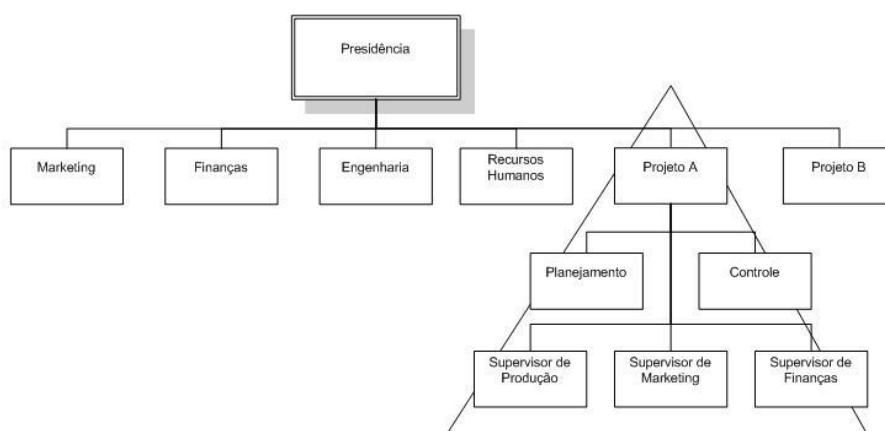 Presidência
Marketing
Finanças
Engenharia
Recursos
Humanos
Projeto A
Projeto B
Planejamento
Controle
Supervisor de
Produção
Supervisor de
Marketing
Supervisor de
Finanças